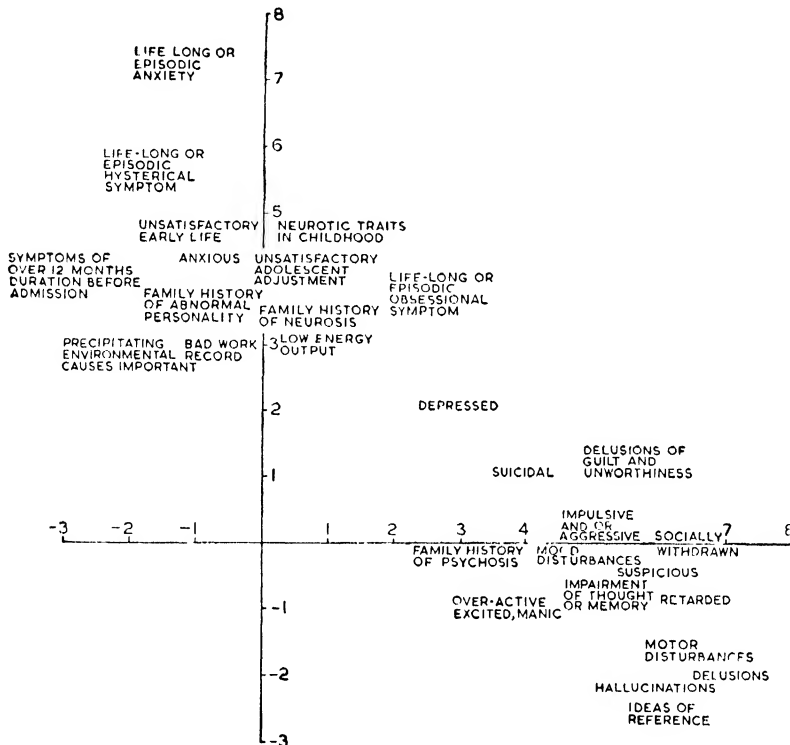 8
LIFE LONG OR
EPISODIC
ANXIETY
7
6
LIFE-LONG OR
EPISODIC
HYSTERICAL
SYMPTOM
5
UNSATISFACTORY
EARLY LIFE
NEUROTIC TRAITS
IN CHILDHOOD
SYMPTOMS OF
OVER 12 MONTHS
DURATION BEFORE
ADMISSION
ANXIOUS
UNSATISFACTORY
ADOLESCENT
ADJUSTMENT
LIFE-LONG OR
EPISODIC
OBSESSIONAL
SYMPTOM
FAMILY HISTORY
OF ABNORMAL
PERSONALITY
FAMILY HISTORY
OF NEUROSIS
PRECIPITATING
ENVIRONMENTAL
CAUSES IMPORTANT
BAD WORK
RECORD
3
LOW ENERGY
OUTPUT
2
DEPRESSED
DELUSIONS OF
GUILT AND
UNWORTHINESS
1
SUICIDAL
-3
-2
-1
0
1
2
3
4
7
8
IMPULSIVE
AND OR
AGGRESSIVE
SOCIALLY
WITHDRAWN
FAMILY HISTORY
OF PSYCHOSIS
MOOD
DISTURBANCES
SUSPICIOUS
IMPAIRMENT
OF THOUGHT
OR MEMORY
RETARDED
-1
OVER-ACTIVE
EXCITED, MANIC
MOTOR
DISTURBANCES
-2
DELUSIONS
HALLUCINATIONS
IDEAS OF
REFERENCE
-3